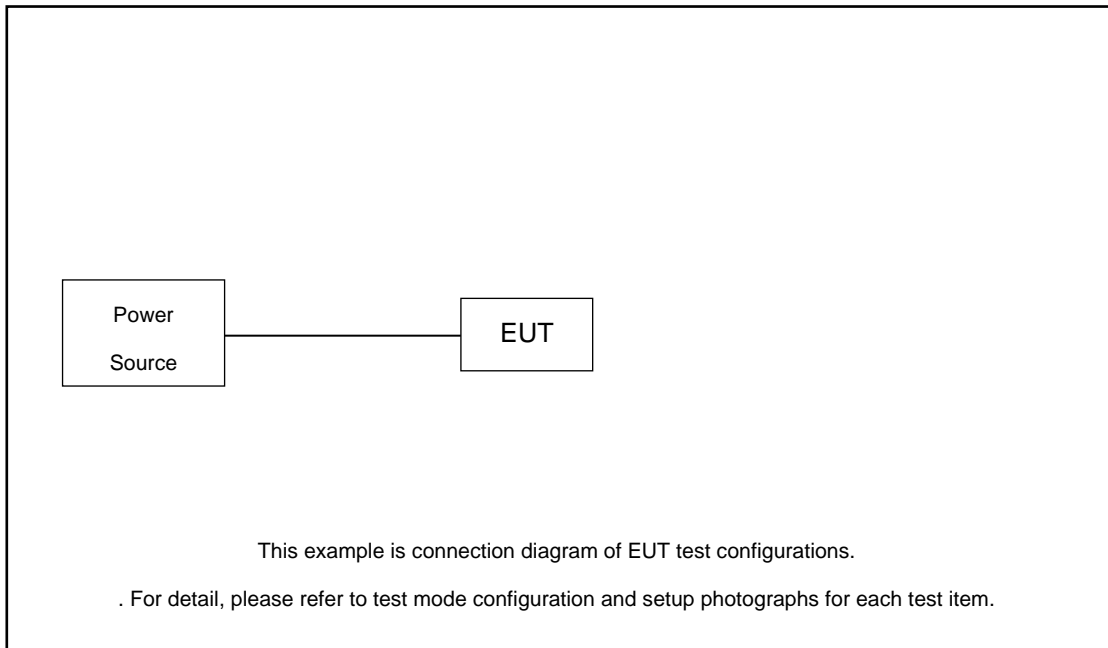 Power
Source
EUT
This example is connection diagram of EUT test configurations.
. For detail, please refer to test mode configuration and setup photographs for each test item.